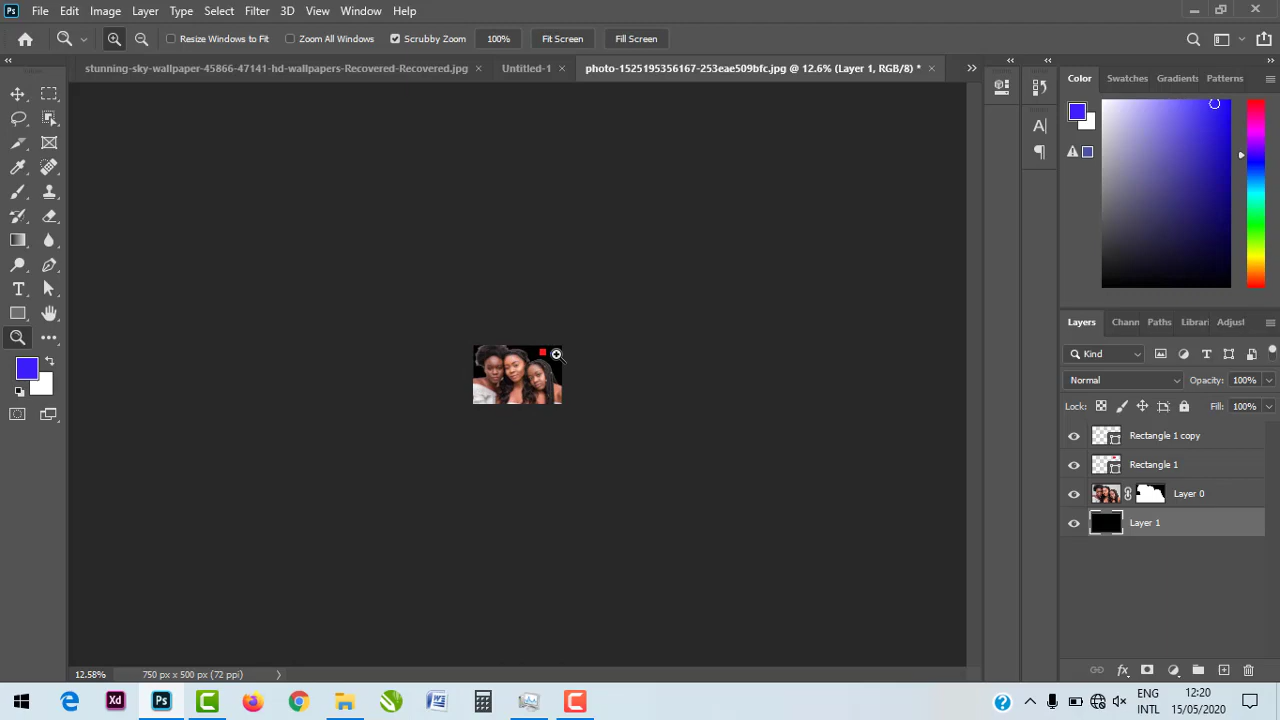 Ps File Edit Image Layer Type Select Filter 3D View Window Help
Resize Windows to Fit Zoom All Windows Scrubby Zoom 100% Fit Screen Fill Screen
stunning-sky-wallpaper-45866-47141-hd-wallpapers-Recovered-Recovered.jpg Untitled-1 photo-1525195356167-253eae509bfc.jpg @ 12.6% (Layer 1, RGB/8) *
Color Swatches Gradients Patterns
Layers Chann Paths Librari Adjust
Kind
Normal Opacity: 100%
Lock: Fill: 100%
Rectangle 1 copy
Rectangle 1
Layer 0
Layer 1
12.58% 750 px x 500 px (72 ppi)
Xd Ps C W C
ENG 12:20
INTL 15/05/2020